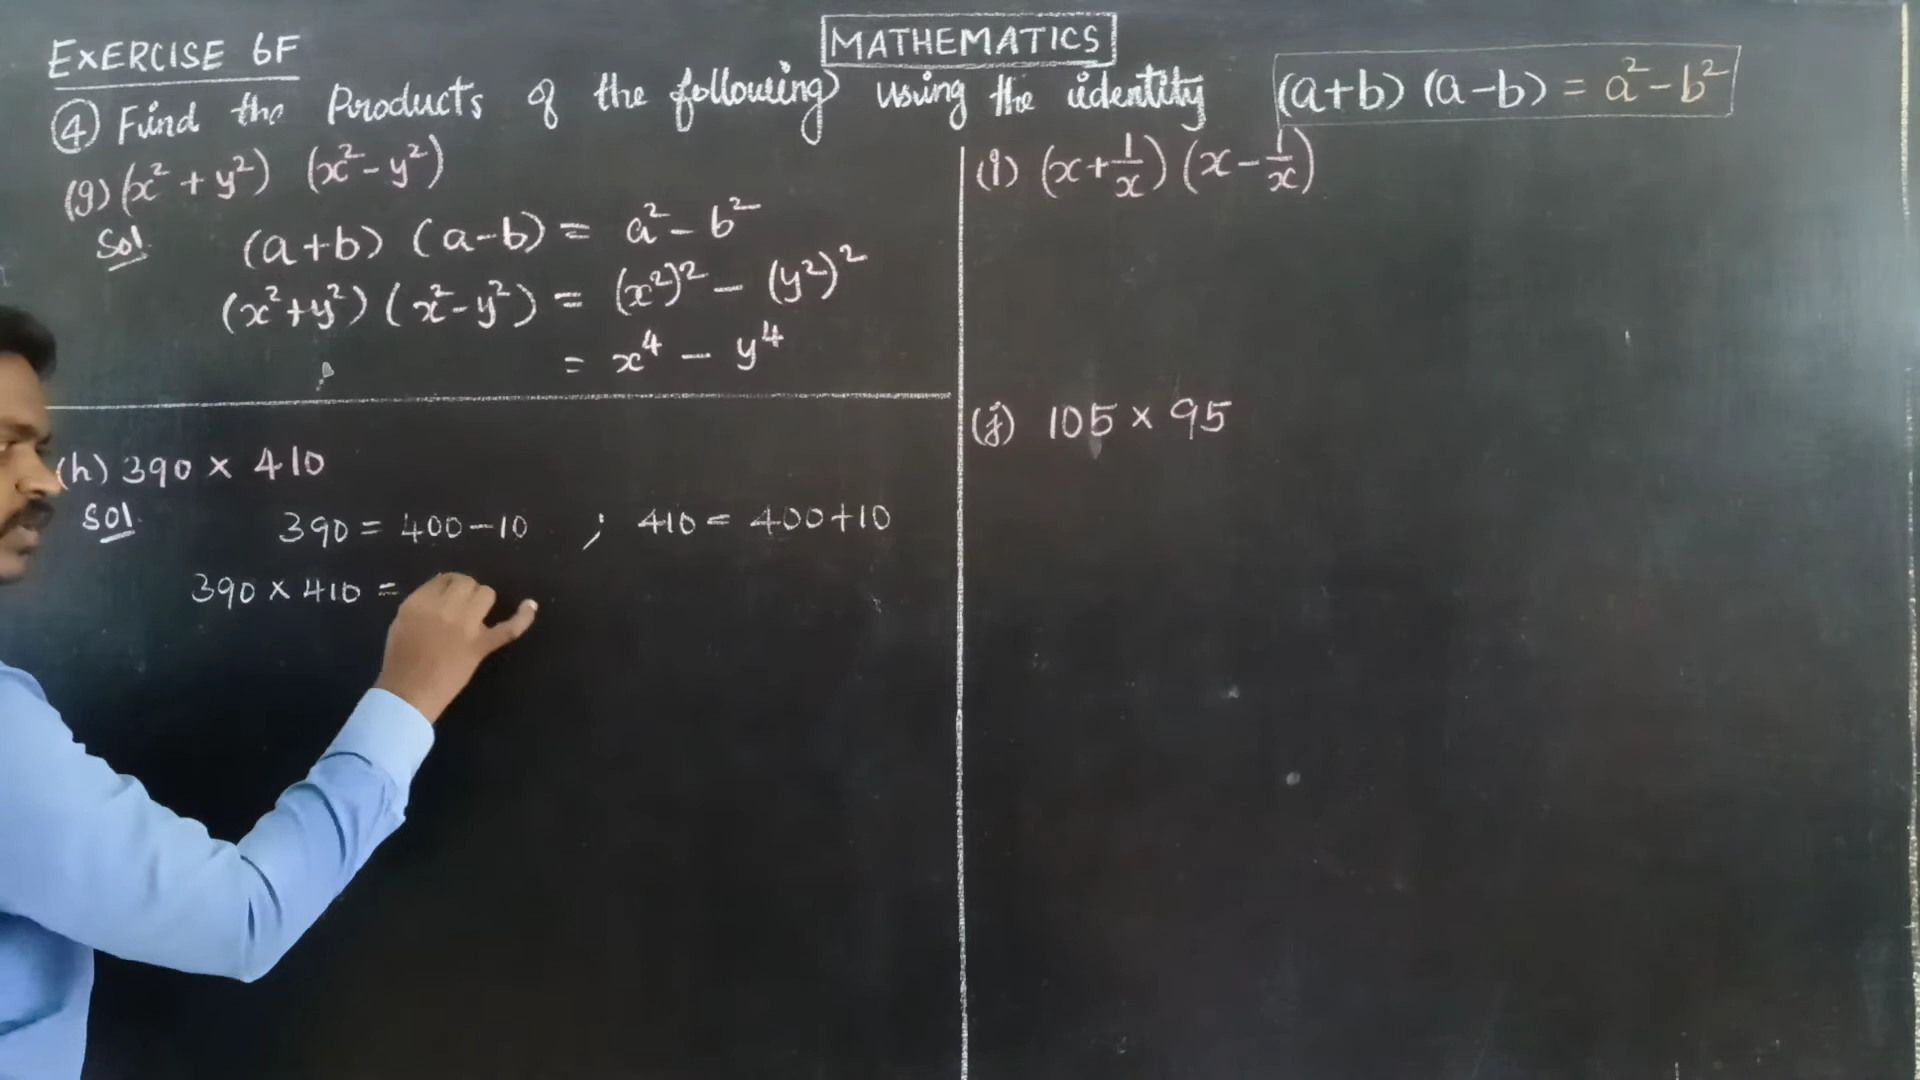 MATHEMATICS
EXERCISE 6F
④ Find the Products of the following using the identity (a+b) (a-b) = a²-b²
(g) (x² + y²) (x² - y²)
Sol
(a+b) (a-b) = a² - b²
(x²+y²) (x²-y²) = (x²)² - (y²)²
= x⁴ - y⁴
(h) 390 × 410
Sol
390 = 400-10 ; 410 = 400+10
390 × 410 =
(i) (x+1/x) (x-1/x)
(j) 105 × 95